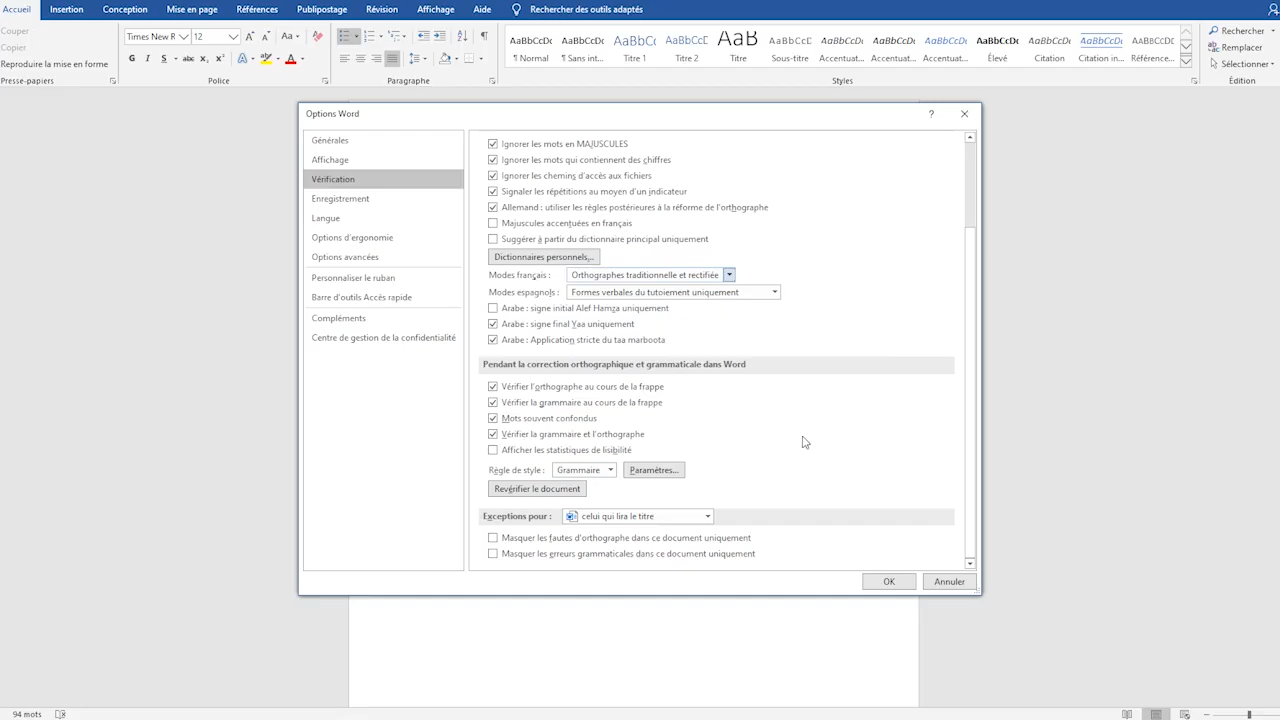 Accueil Insertion Conception Mise en page Références Publipostage Révision Affichage Aide Rechercher des outils adaptés
Couper
Copier
Reproduire la mise en forme
Presse-papiers
Times New R 12 Aa
G I S abc x₂ x² A A
Police
Paragraphe
AaBbCcDc AaBbCcDc AaBbCc AaBbCcD AaB AaBbCcD AaBbCcDc AaBbCcDc AaBbCcDc AaBbCcDc AaBbCcDc AaBbCcDc AABBCCDC
¶ Normal ¶ Sans int... Titre 1 Titre 2 Titre Sous-titre Accentuat... Accentuat... Accentuat... Élevé Citation Citation in... Référence...
Styles
Rechercher
Remplacer
Sélectionner
Édition
Options Word ?
Générales
Affichage
Vérification
Enregistrement
Langue
Options d'ergonomie
Options avancées
Personnaliser le ruban
Barre d'outils Accès rapide
Compléments
Centre de gestion de la confidentialité
Ignorer les mots en MAJUSCULES
Ignorer les mots qui contiennent des chiffres
Ignorer les chemins d'accès aux fichiers
Signaler les répétitions au moyen d'un indicateur
Allemand : utiliser les règles postérieures à la réforme de l'orthographe
Majuscules accentuées en français
Suggérer à partir du dictionnaire principal uniquement
Dictionnaires personnels...
Modes français : Orthographes traditionnelle et rectifiée
Modes espagnols : Formes verbales du tutoiement uniquement
Arabe : signe initial Alef Hamza uniquement
Arabe : signe final Yaa uniquement
Arabe : Application stricte du taa marboota
Pendant la correction orthographique et grammaticale dans Word
Vérifier l'orthographe au cours de la frappe
Vérifier la grammaire au cours de la frappe
Mots souvent confondus
Vérifier la grammaire et l'orthographe
Afficher les statistiques de lisibilité
Règle de style : Grammaire Paramètres...
Revérifier le document
Exceptions pour : celui qui lira le titre
Masquer les fautes d'orthographe dans ce document uniquement
Masquer les erreurs grammaticales dans ce document uniquement
OK Annuler
94 mots